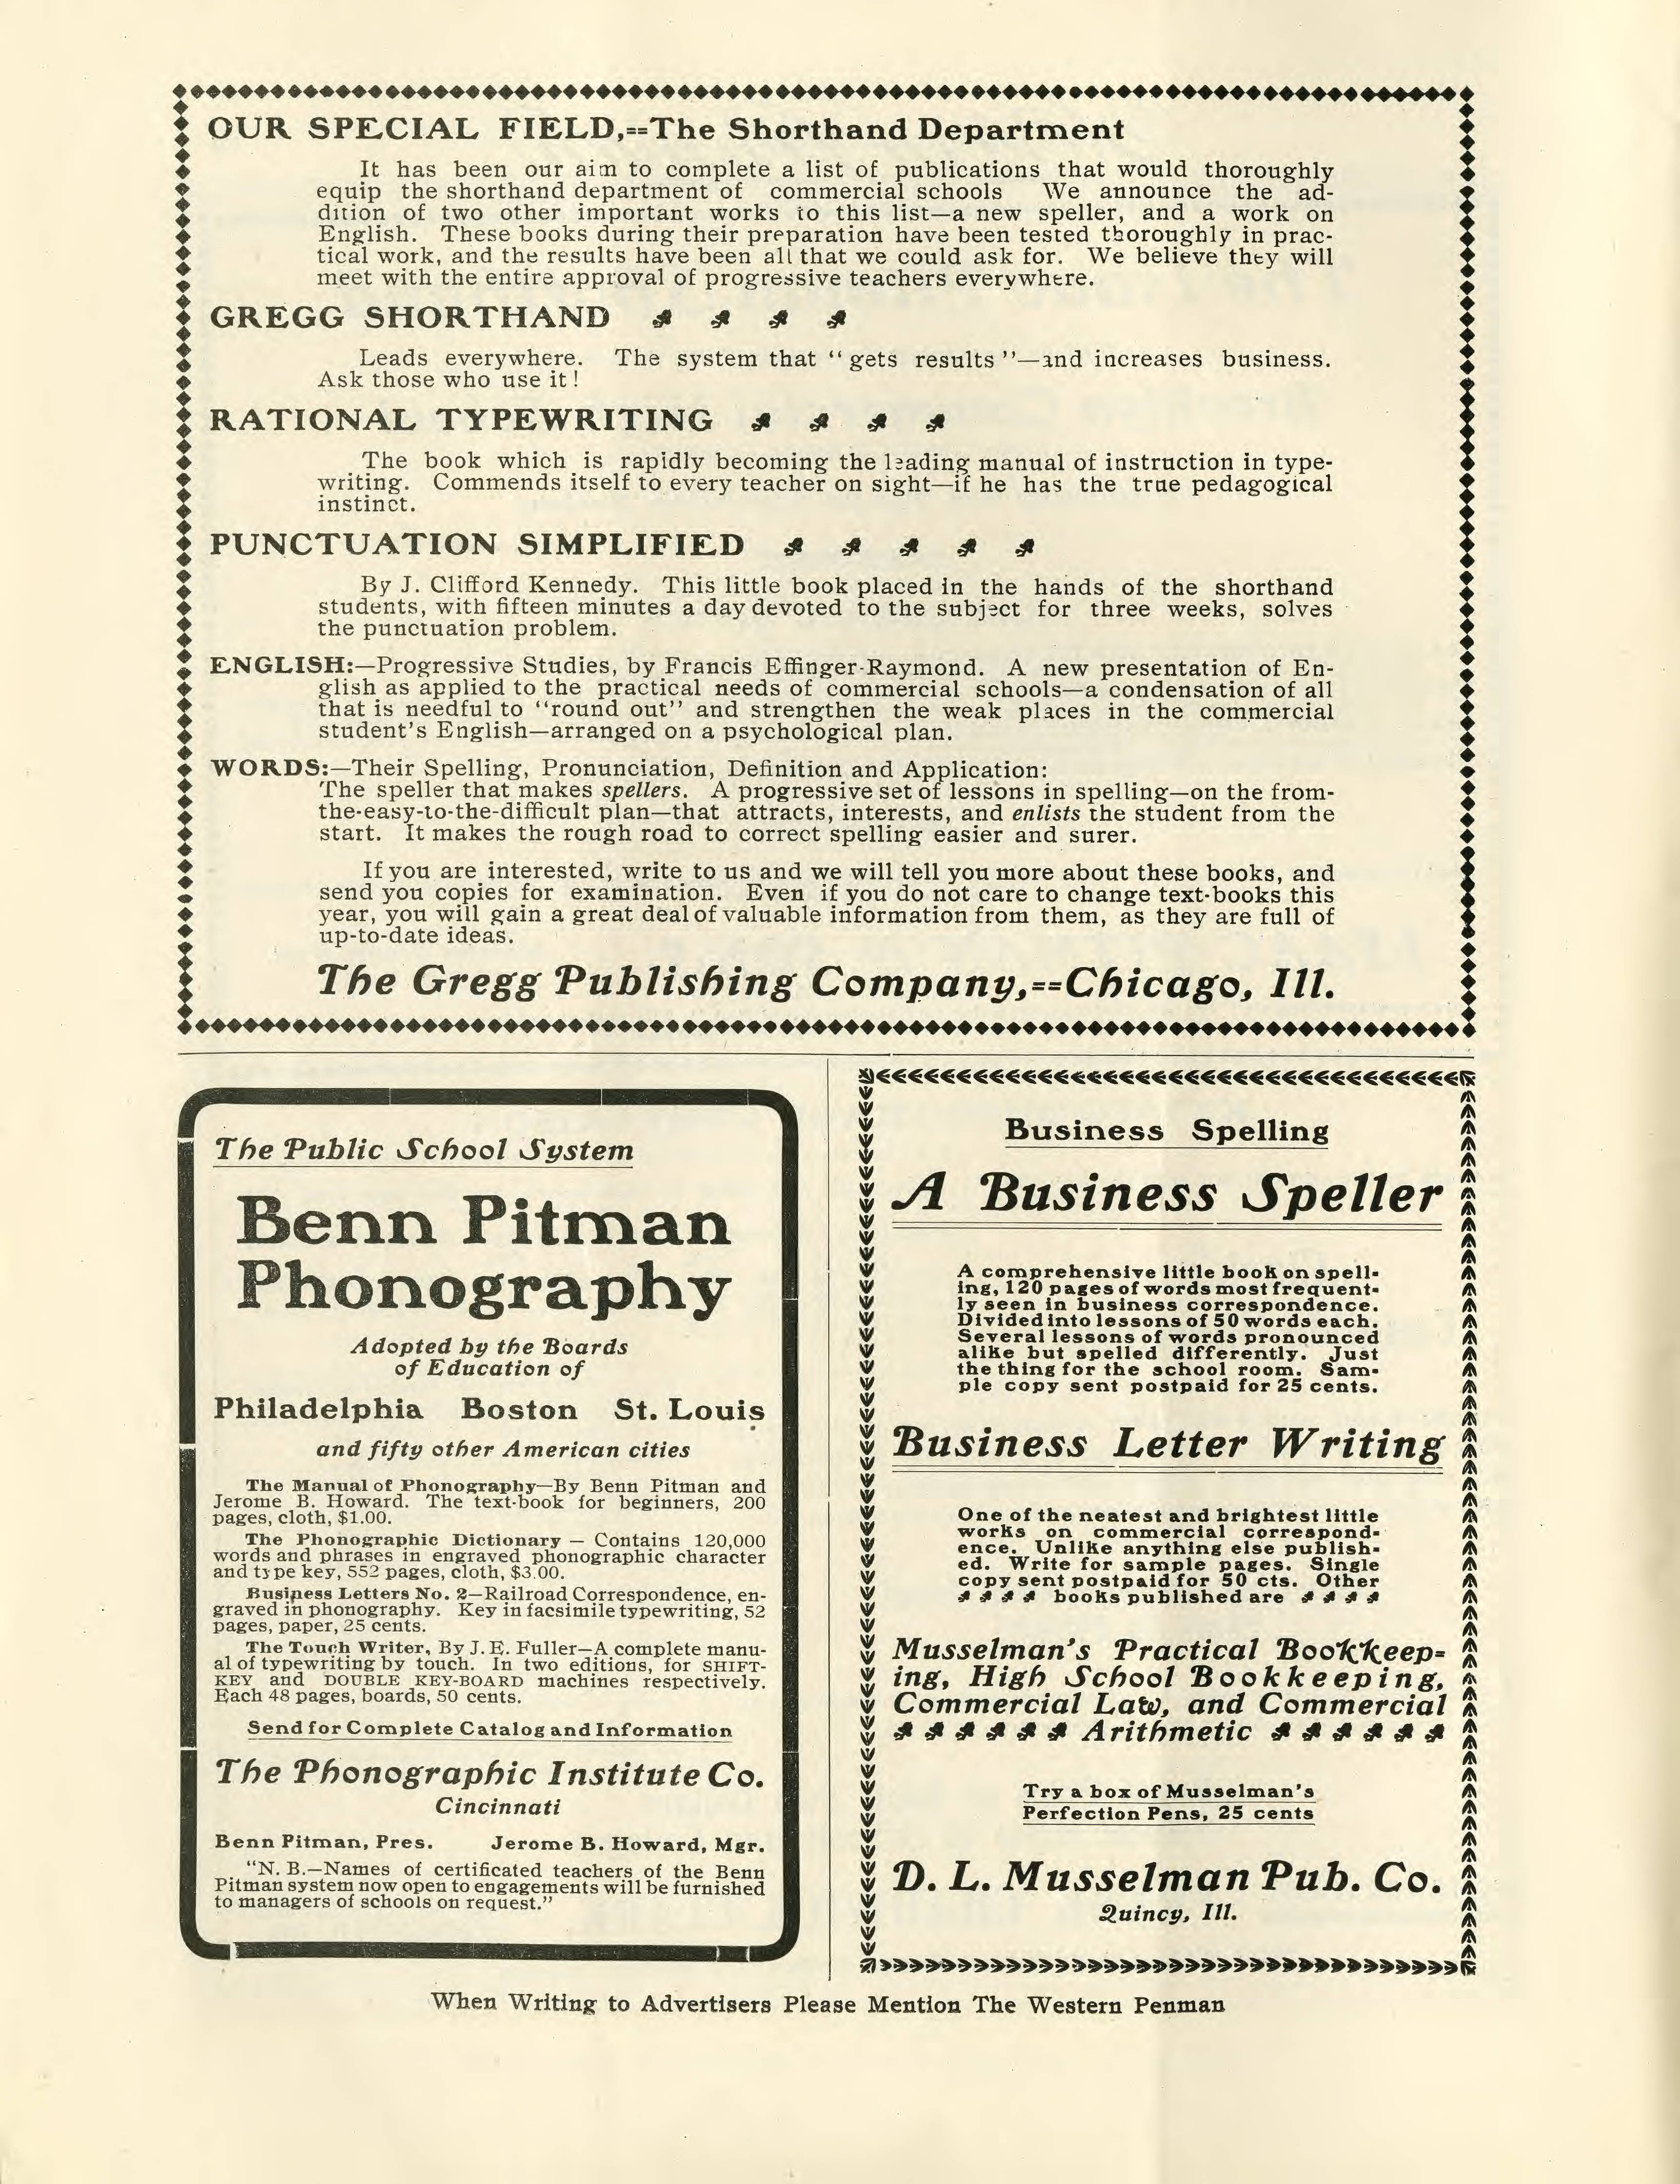 OUR SPECIAL FIELD,==The Shorthand Department
It has been our aim to complete a list of publications that would thoroughly
equip the shorthand department of commercial schools We announce the ad-
dition of two other important works to this list—a new speller, and a work on
English. These books during their preparation have been tested thoroughly in prac-
tical work, and the results have been all that we could ask for. We believe they will
meet with the entire approval of progressive teachers everywhere.
GREGG SHORTHAND
Leads everywhere. The system that “gets results”—and increases business.
Ask those who use it!
RATIONAL TYPEWRITING
The book which is rapidly becoming the leading manual of instruction in type-
writing. Commends itself to every teacher on sight—if he has the true pedagogical
instinct.
PUNCTUATION SIMPLIFIED
By J. Clifford Kennedy. This little book placed in the hands of the shorthand
students, with fifteen minutes a day devoted to the subject for three weeks, solves
the punctuation problem.
ENGLISH:—Progressive Studies, by Francis Effinger-Raymond. A new presentation of En-
glish as applied to the practical needs of commercial schools—a condensation of all
that is needful to “round out” and strengthen the weak places in the commercial
student's English—arranged on a psychological plan.
WORDS:—Their Spelling, Pronunciation, Definition and Application:
The speller that makes spellers. A progressive set of lessons in spelling—on the from-
the-easy-to-the-difficult plan—that attracts, interests, and enlists the student from the
start. It makes the rough road to correct spelling easier and surer.
If you are interested, write to us and we will tell you more about these books, and
send you copies for examination. Even if you do not care to change text-books this
year, you will gain a great deal of valuable information from them, as they are full of
up-to-date ideas.
The Gregg Publishing Company,==Chicago, Ill.
The Public School System
Benn Pitman
Phonography
Adopted by the Boards
of Education of
Philadelphia Boston St. Louis
and fifty other American cities
The Manual of Phonography—By Benn Pitman and
Jerome B. Howard. The text-book for beginners, 200
pages, cloth, $1.00.
The Phonographic Dictionary — Contains 120,000
words and phrases in engraved phonographic character
and type key, 552 pages, cloth, $3.00.
Business Letters No. 2—Railroad Correspondence, en-
graved in phonography. Key in facsimile typewriting, 52
pages, paper, 25 cents.
The Touch Writer, By J. E. Fuller—A complete manu-
al of typewriting by touch. In two editions, for SHIFT-
KEY and DOUBLE KEY-BOARD machines respectively.
Each 48 pages, boards, 50 cents.
Send for Complete Catalog and Information
The Phonographic Institute Co.
Cincinnati
Benn Pitman, Pres. Jerome B. Howard, Mgr.
“N. B.—Names of certificated teachers of the Benn
Pitman system now open to engagements will be furnished
to managers of schools on request.”
Business Spelling
A Business Speller
A comprehensive little book on spell-
ing, 120 pages of words most frequent-
ly seen in business correspondence.
Divided into lessons of 50 words each.
Several lessons of words pronounced
alike but spelled differently. Just
the thing for the school room. Sam-
ple copy sent postpaid for 25 cents.
Business Letter Writing
One of the neatest and brightest little
works on commercial correspond-
ence. Unlike anything else publish-
ed. Write for sample pages. Single
copy sent postpaid for 50 cts. Other
books published are
Musselman's Practical Bookkeep-
ing, High School Bookkeeping,
Commercial Law, and Commercial
Arithmetic
Try a box of Musselman's
Perfection Pens, 25 cents
D. L. Musselman Pub. Co.
Quincy, Ill.
When Writing to Advertisers Please Mention The Western Penman